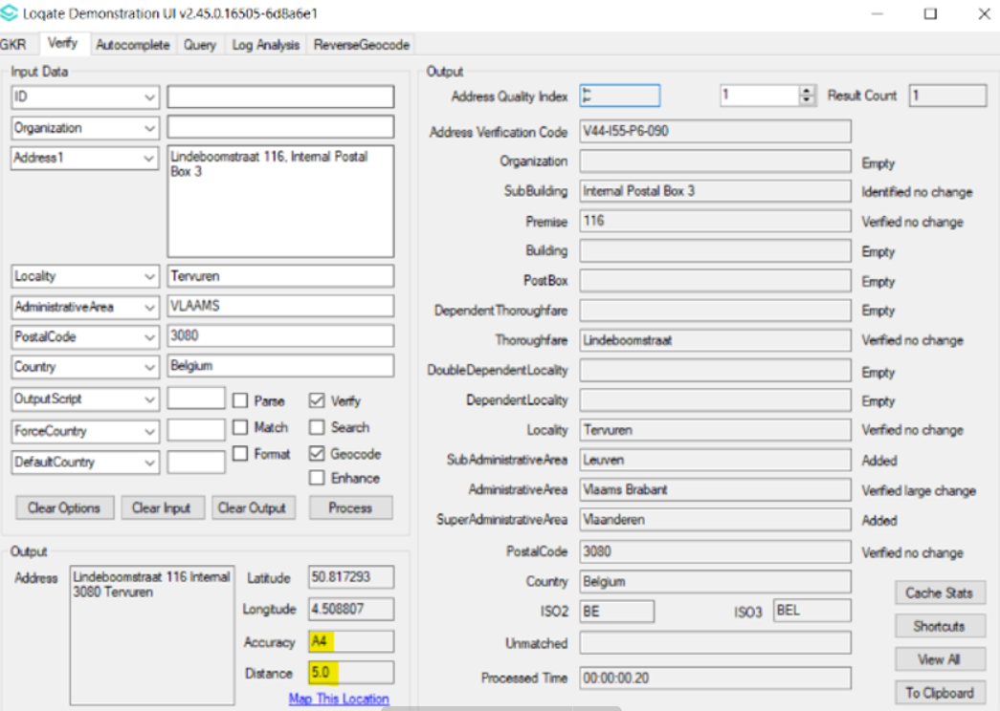 Loqate Demonstration UI v2.45.0.16505-6d8a6e1
GKR Verify Autocomplete Query Log Analysis ReverseGeocode
Input Data
ID
Organization
Address1 Lindeboomstraat 116, Internal Postal
Box 3
Locality Tervuren
AdministrativeArea VLAAMS
PostalCode 3080
Country Belgium
OutputScript Parse Verify
ForceCountry Match Search
DefaultCountry Format Geocode
Enhance
Clear Options Clear Input Clear Output Process
Output
Address Lindeboomstraat 116 Internal
3080 Tervuren
Latitude 50.817293
Longitude 4.508807
Accuracy A4
Distance 5.0
Map This Location
Output
Address Quality Index 1 Result Count 1
Address Verification Code V44-I55-P6-090
Organization Empty
SubBuilding Internal Postal Box 3 Identified no change
Premise 116 Verified no change
Building Empty
PostBox Empty
DependentThoroughfare Empty
Thoroughfare Lindeboomstraat Verified no change
DoubleDependentLocality Empty
DependentLocality Empty
Locality Tervuren Verified no change
SubAdministrativeArea Leuven Added
AdministrativeArea Vlaams Brabant Verified large change
SuperAdministrativeArea Vlaanderen Added
PostalCode 3080 Verified no change
Country Belgium
ISO2 BE ISO3 BEL
Unmatched
Processed Time 00:00:00.20
Cache Stats
Shortcuts
View All
To Clipboard